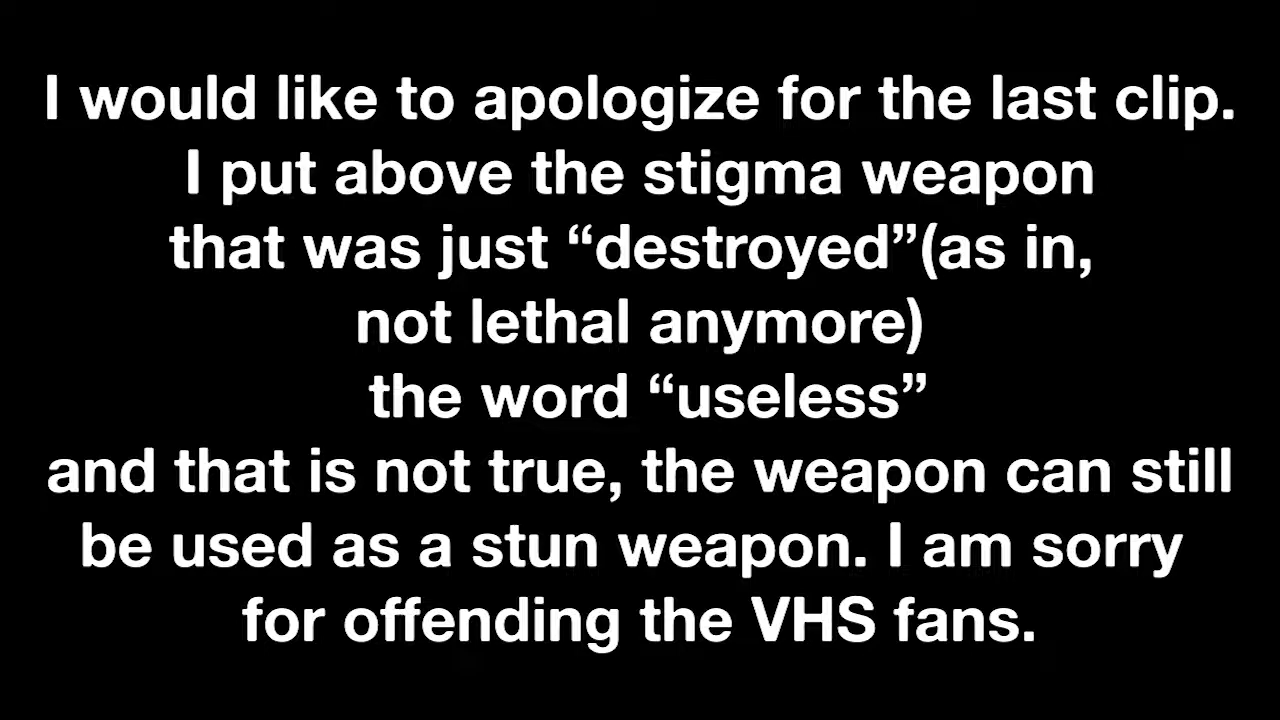 I would like to apologize for the last clip.
I put above the stigma weapon
that was just “destroyed”(as in,
not lethal anymore)
the word “useless”
and that is not true, the weapon can still
be used as a stun weapon. I am sorry
for offending the VHS fans.